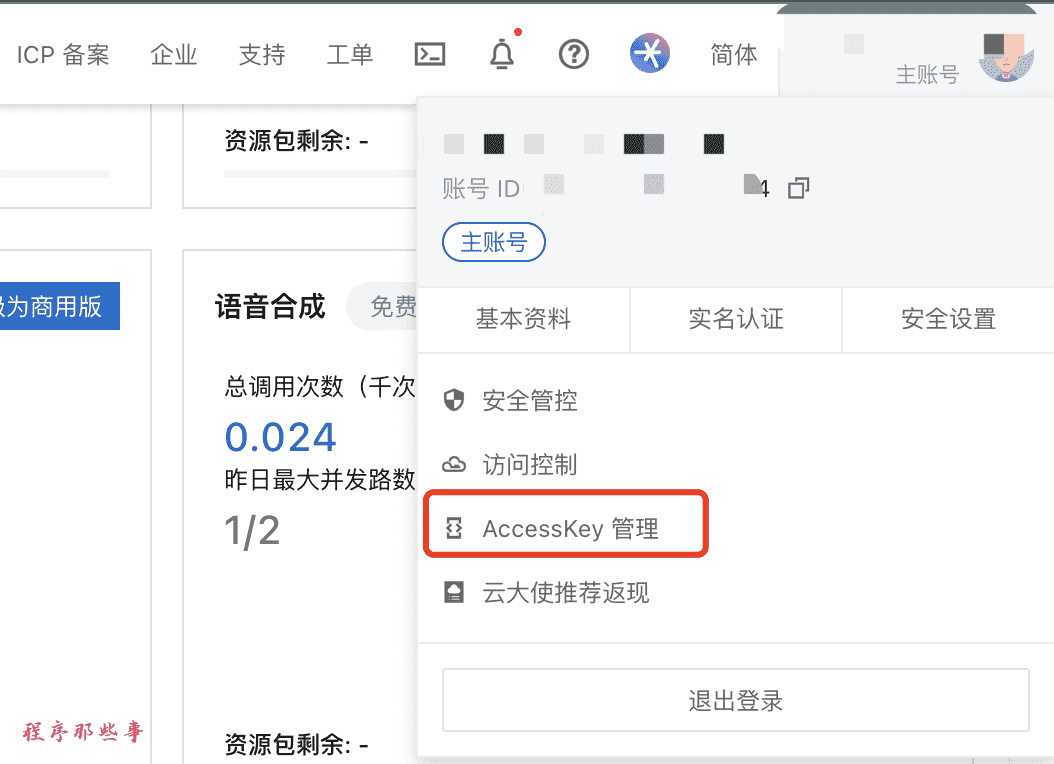 ICP 备案 企业 支持 工单 简体 主账号
资源包剩余: -
账号 ID 4
主账号
级为商用版
语音合成 免费
基本资料 实名认证 安全设置
总调用次数（千次
安全管控
0.024
访问控制
昨日最大并发路数
1/2
AccessKey 管理
云大使推荐返现
退出登录
程序那些事
资源包剩余: -